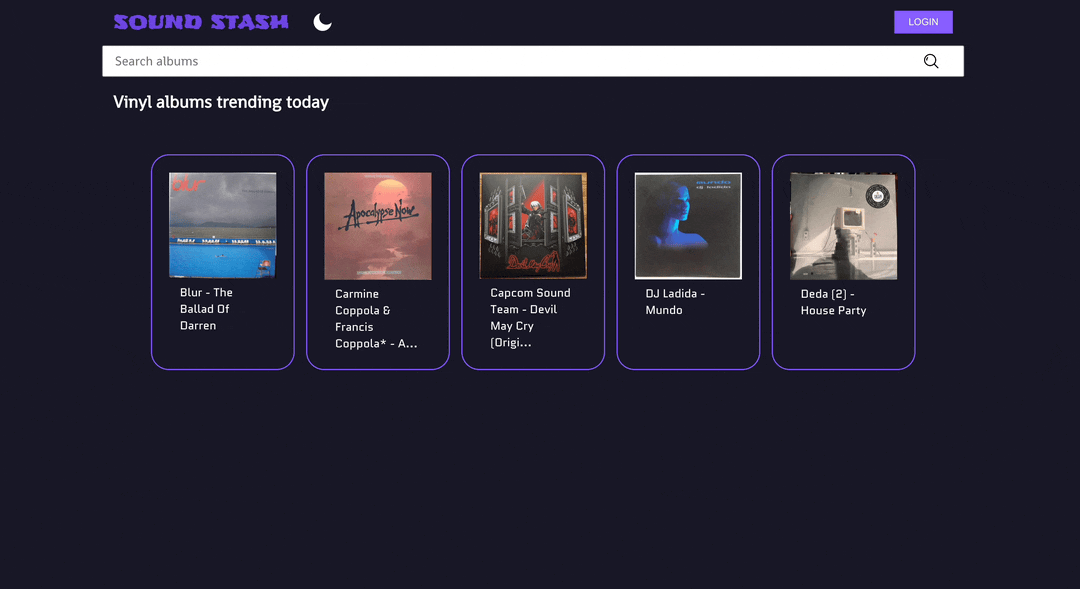 SOUND STASH
LOGIN
Search albums
Vinyl albums trending today
blur
Blur - The
Ballad Of
Darren
Apocalypse Now
Carmine
Coppola &
Francis
Coppola* - A...
Devil May Cry
Capcom Sound
Team - Devil
May Cry
(Origi...
DJ Ladida -
Mundo
Deda (2) -
House Party